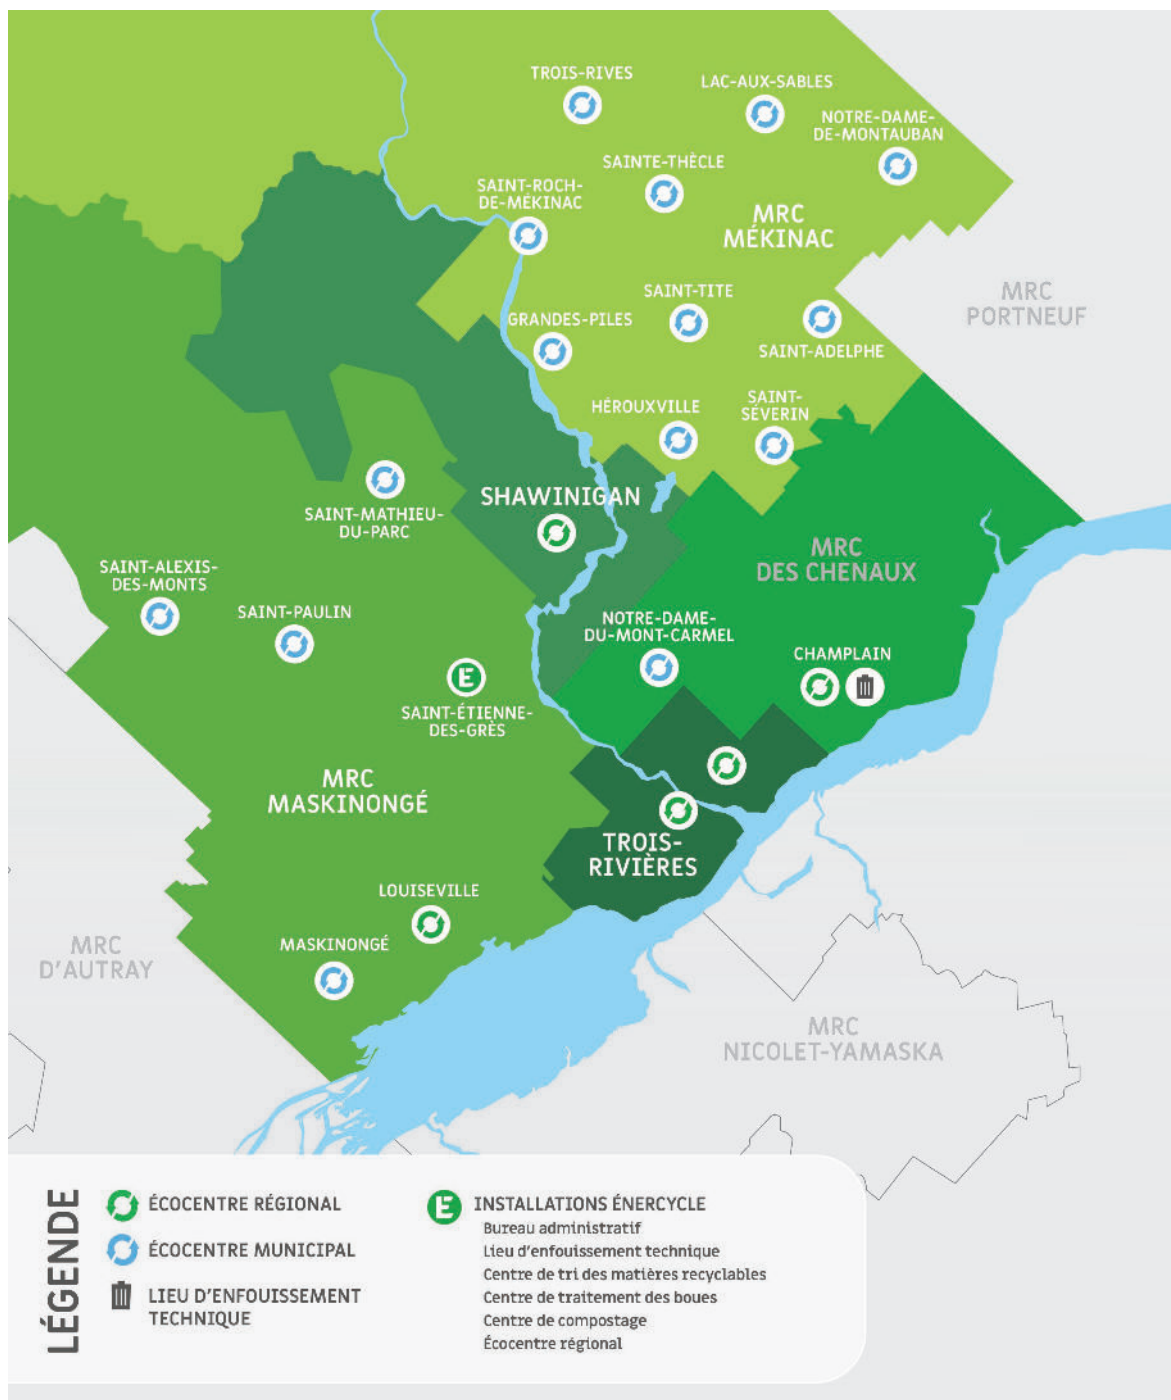 TROIS-RIVES
LAC-AUX-SABLES
NOTRE-DAME-
DE-MONTAUBAN
SAINTE-THÈCLE
SAINT-ROCH-
DE-MÉKINAC
MRC
MÉKINAC
SAINT-TITE
MRC
PORTNEUF
GRANDES-PILES
SAINT-ADELPHE
HÉROUXVILLE
SAINT-
SÉVERIN
SHAWINIGAN
SAINT-MATHIEU-
DU-PARC
MRC
DES CHENAUX
SAINT-ALEXIS-
DES-MONTS
SAINT-PAULIN
NOTRE-DAME-
DU-MONT-CARMEL
CHAMPLAIN
E
SAINT-ÉTIENNE-
DES-GRÈS
MRC
MASKINONGÉ
TROIS-
RIVIÈRES
LOUISEVILLE
MASKINONGÉ
MRC
D'AUTRAY
MRC
NICOLET-YAMASKA
LÉGENDE
ÉCOCENTRE RÉGIONAL
ÉCOCENTRE MUNICIPAL
LIEU D'ENFOUISSEMENT
TECHNIQUE
E INSTALLATIONS ÉNERCYCLE
Bureau administratif
Lieu d'enfouissement technique
Centre de tri des matières recyclables
Centre de traitement des boues
Centre de compostage
Écocentre régional